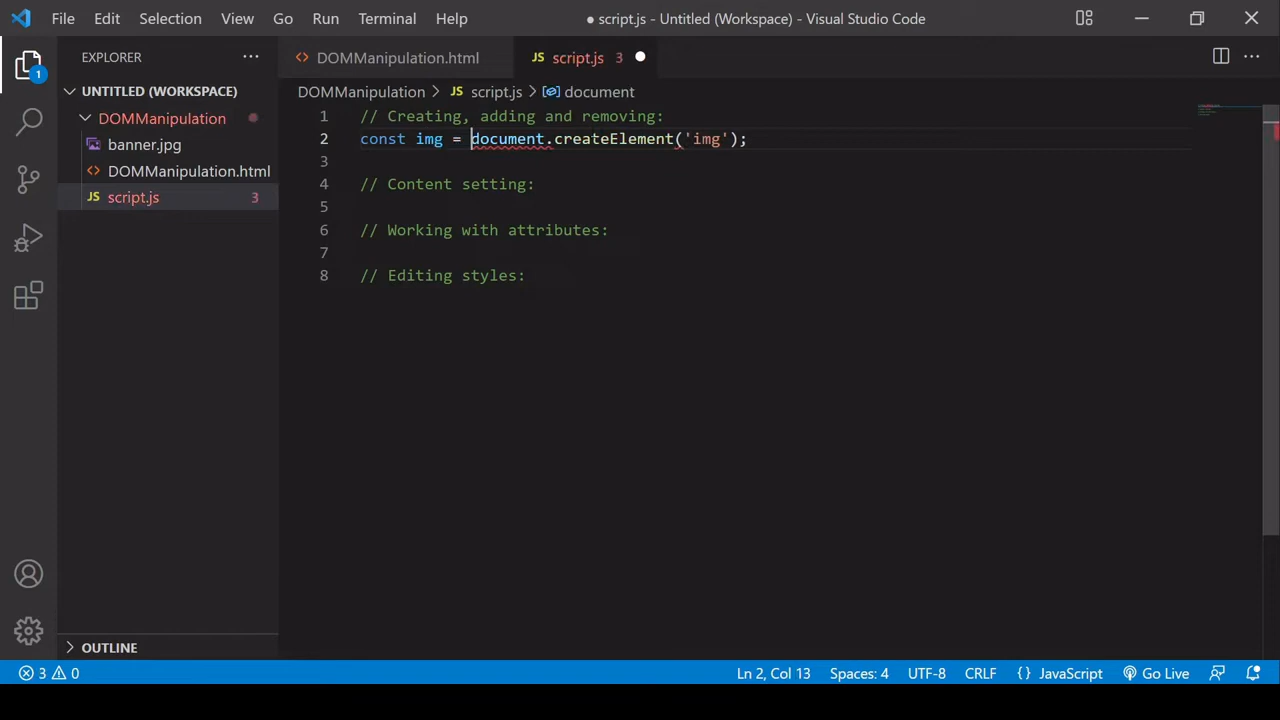 File Edit Selection View Go Run Terminal Help ● script.js - Untitled (Workspace) - Visual Studio Code
EXPLORER ···
1
UNTITLED (WORKSPACE)
DOMManipulation
banner.jpg
<> DOMManipulation.html
JS script.js 3
OUTLINE
<> DOMManipulation.html
JS script.js 3 ●
DOMManipulation > JS script.js > document
1 // Creating, adding and removing:
2 const img = document.createElement('img');
3
4 // Content setting:
5
6 // Working with attributes:
7
8 // Editing styles:
3 0 Ln 2, Col 13 Spaces: 4 UTF-8 CRLF {} JavaScript Go Live